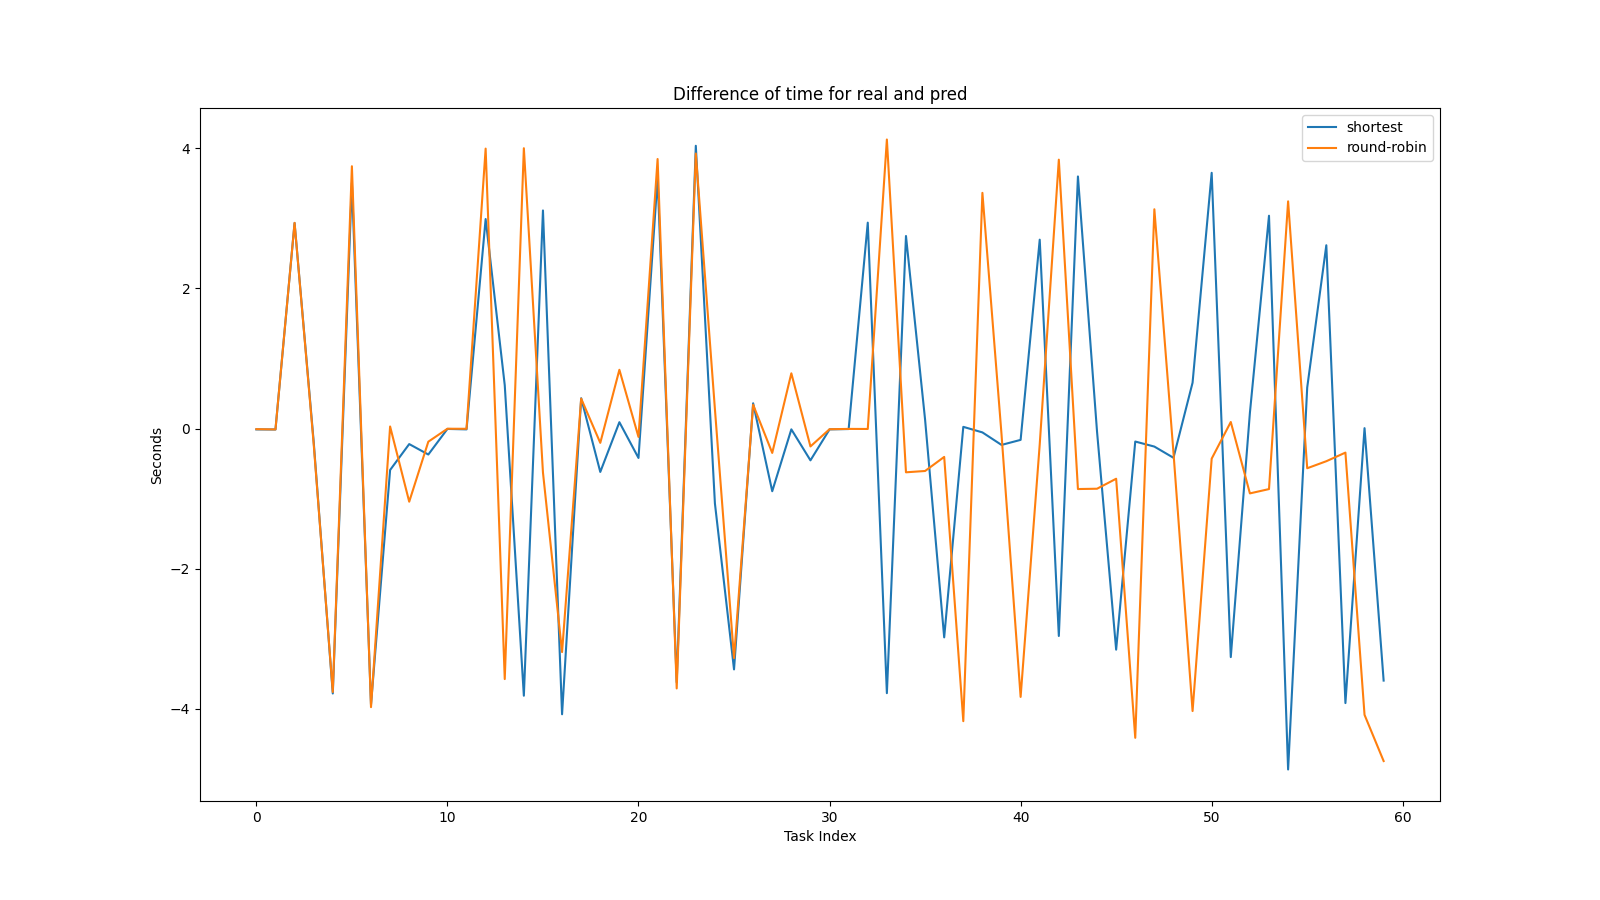 Difference of time for real and pred
shortest
round-robin
4
2
0
−2
−4
Seconds
0 10 20 30 40 50 60
Task Index